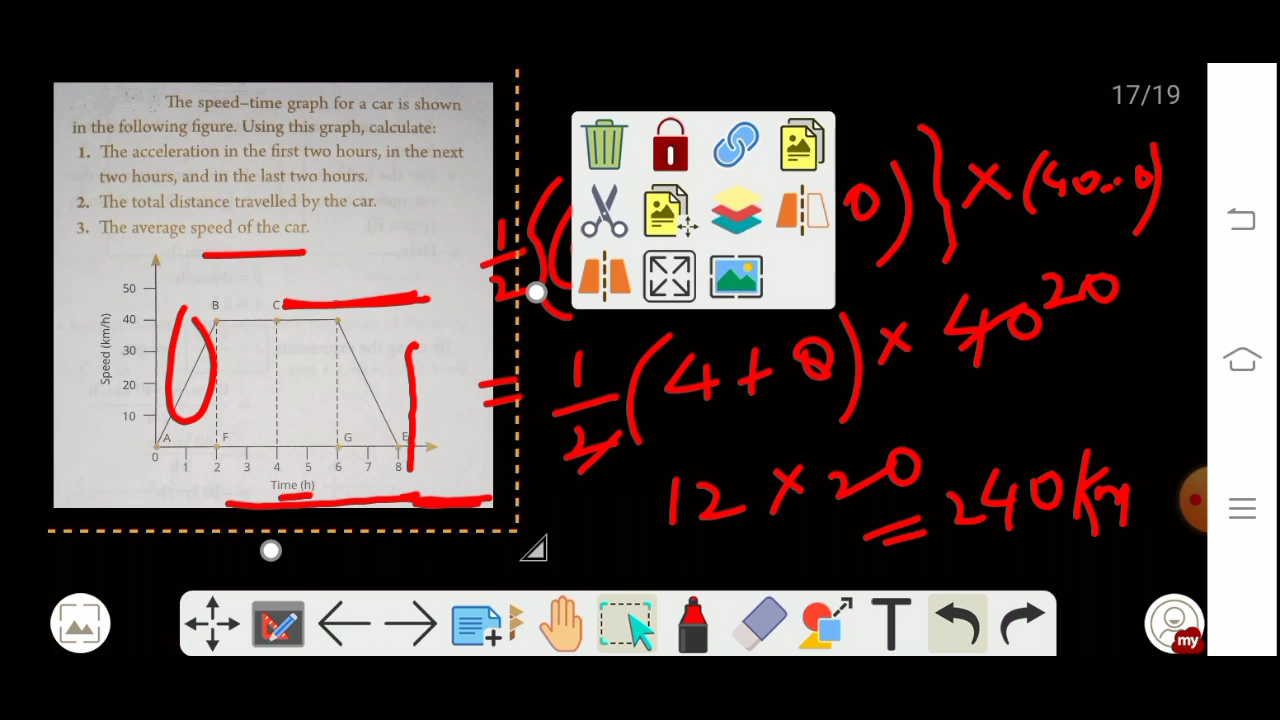 17/19
The speed–time graph for a car is shown
in the following figure. Using this graph, calculate:
1. The acceleration in the first two hours, in the next
two hours, and in the last two hours.
2. The total distance travelled by the car.
3. The average speed of the car.
Speed (km/h)
50
40
30
20
10
0
B C
A F G E
1 2 3 4 5 6 7 8
Time (h)
1/2 {( 0)} × (40-0)
= 1/2 (4+8) × 40 20
12 × 20 = 240 Km
T
my